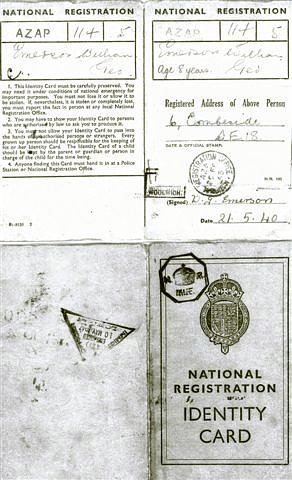 NATIONAL REGISTRATION
AZAP 114 5
Emerson William
Geo
1. This Identity Card must be carefully preserved. You
may need it under conditions of national emergency for
important purposes. You must not lose it or allow it to
be stolen. If, nevertheless, it is stolen or completely lost,
you must report the fact in person at any local National
Registration Office.
2. You may have to show your Identity Card to persons
who are authorised by law to ask you to produce it.
3. You must not allow your Identity Card to pass into
the hands of unauthorised persons or strangers. Every
grown up person should be responsible for the keeping of
his or her Identity Card. The Identity Card of a child
should be kept by the parent or guardian or person in
charge of the child for the time being.
4. Anyone finding this Card must hand it in at a Police
Station or National Registration Office.
NATIONAL REGISTRATION
AZAP 114 5
Emerson William
Age 8 years. Geo
Registered Address of Above Person
6, Combeside
S.E.18.
DATE & OFFICIAL STAMP.
WOOLWICH.
(Signed) Emerson
Date 21.5.40
NATIONAL
REGISTRATION
IDENTITY
CARD